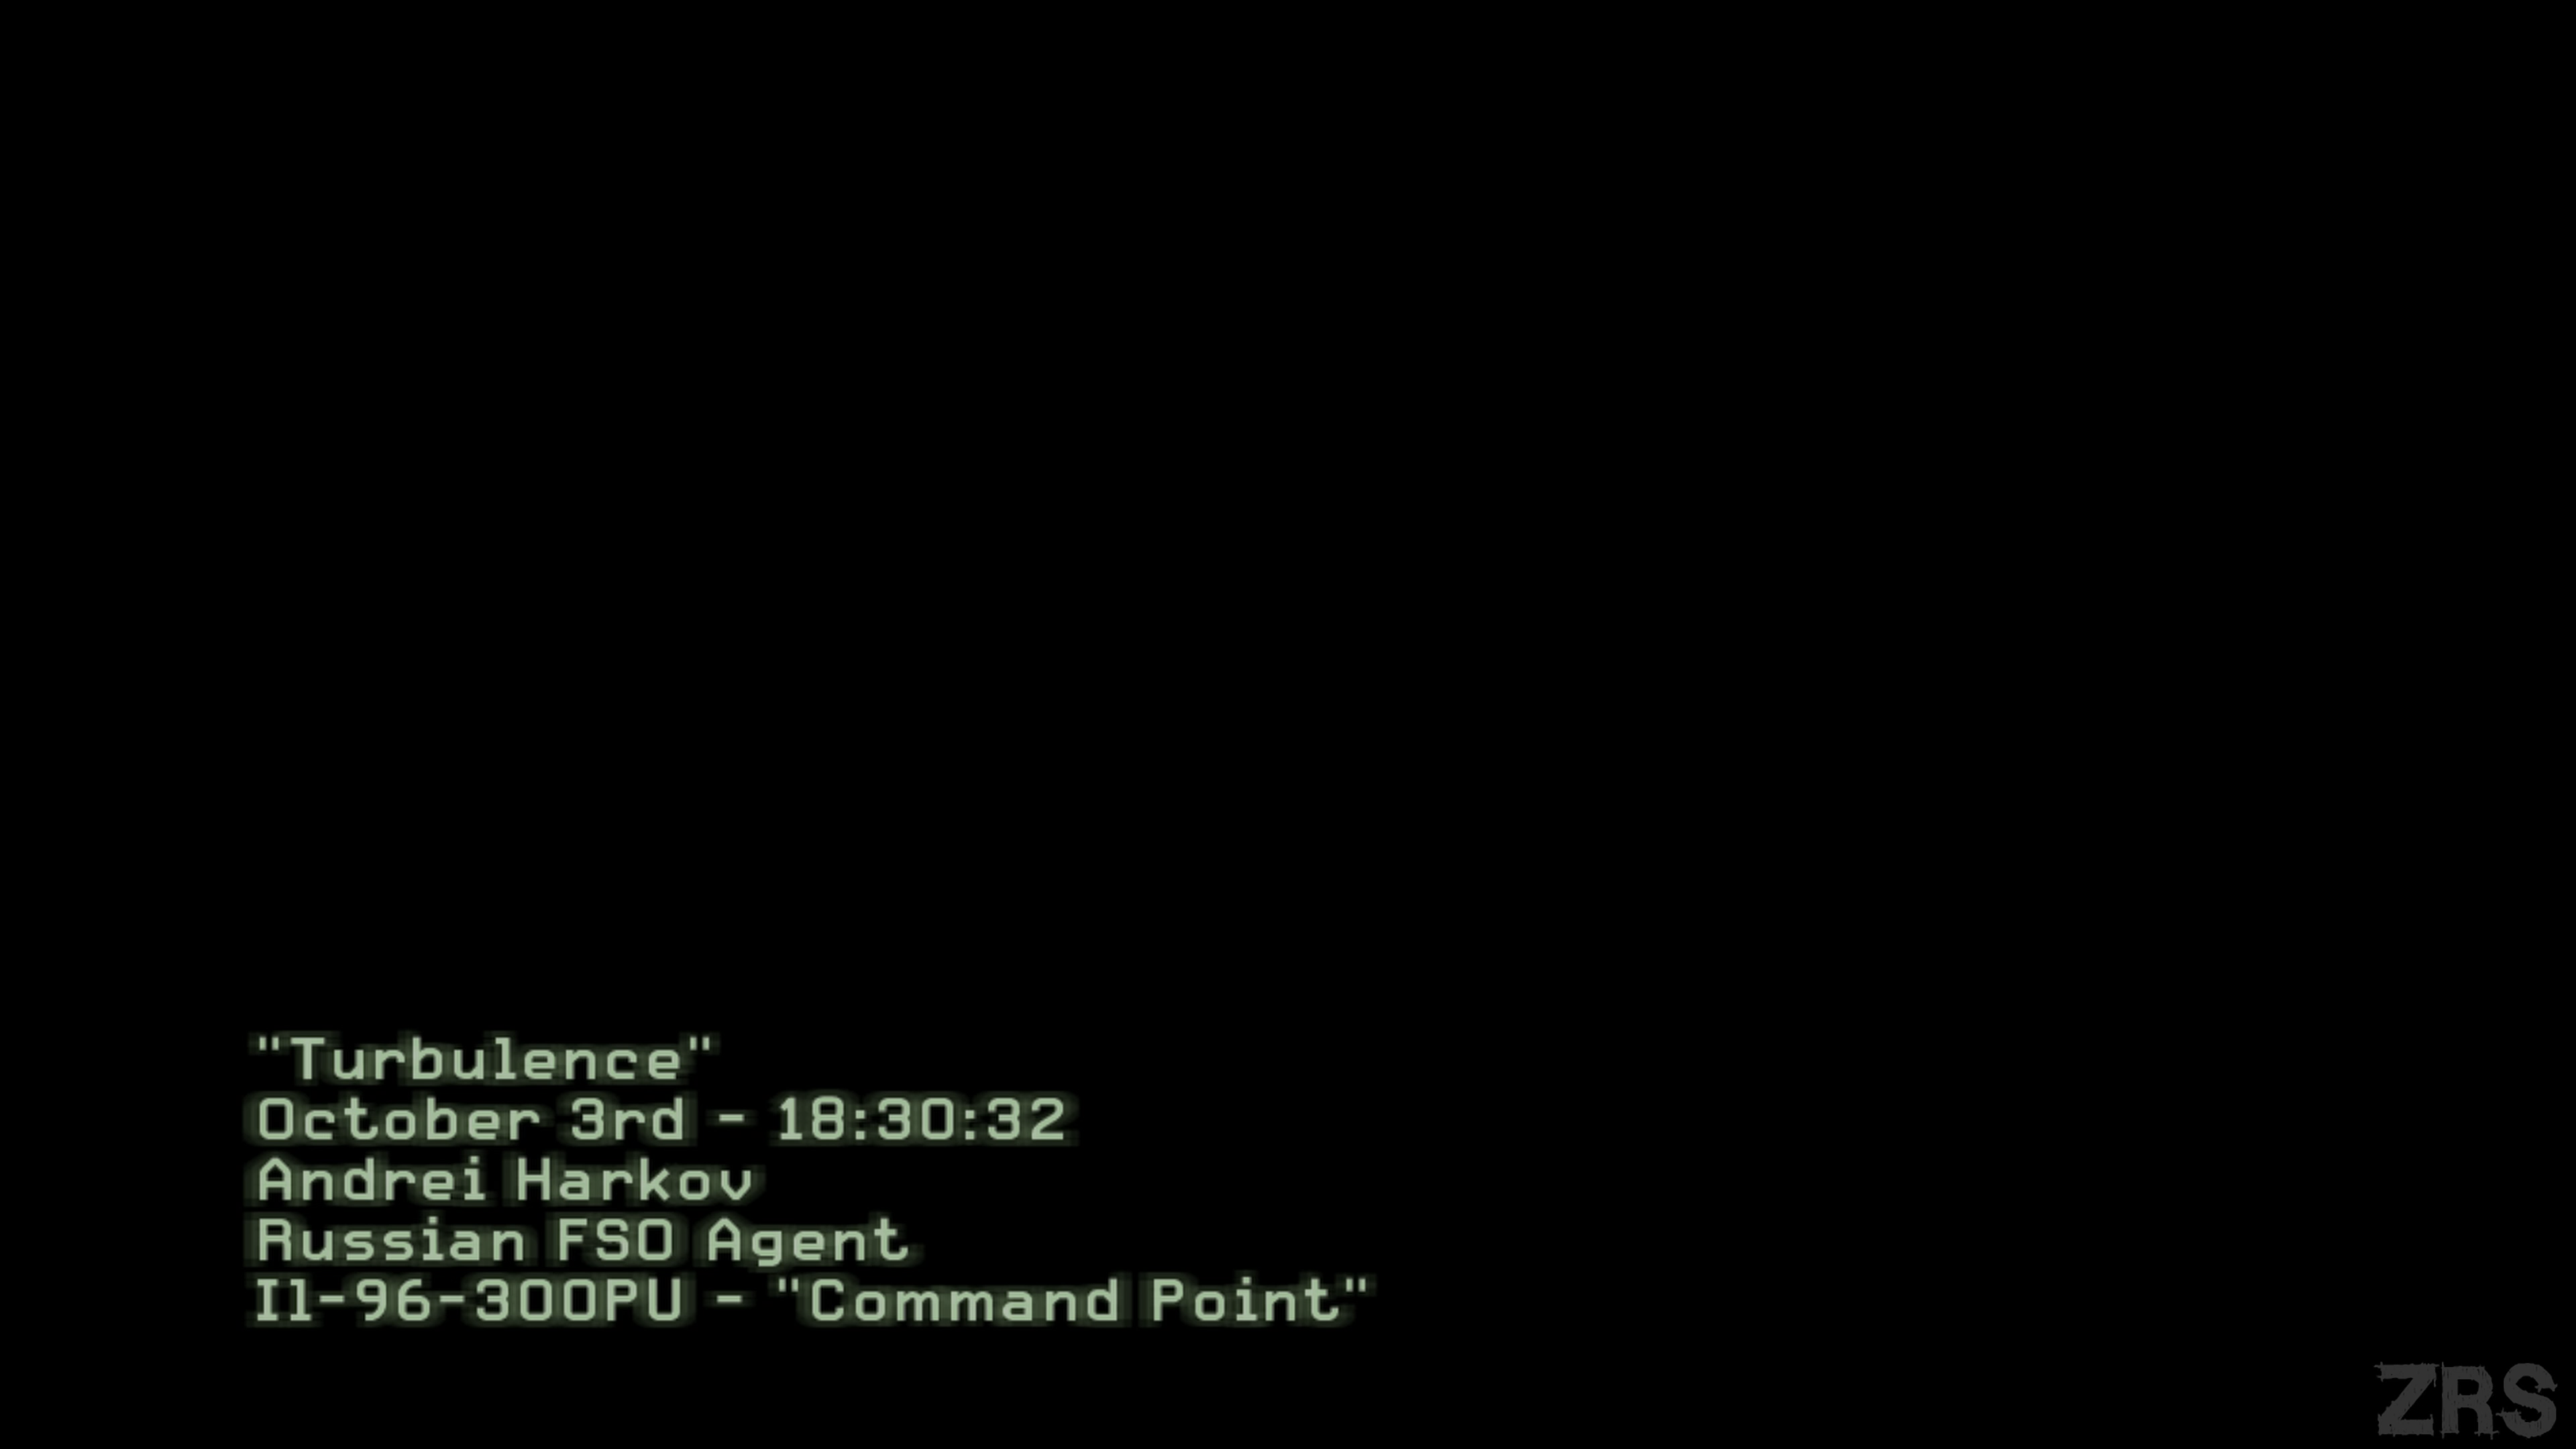 "Turbulence"
October 3rd - 18:30:32
Andrei Harkov
Russian FSO Agent
Il-96-300PU - "Command Point"
ZRS